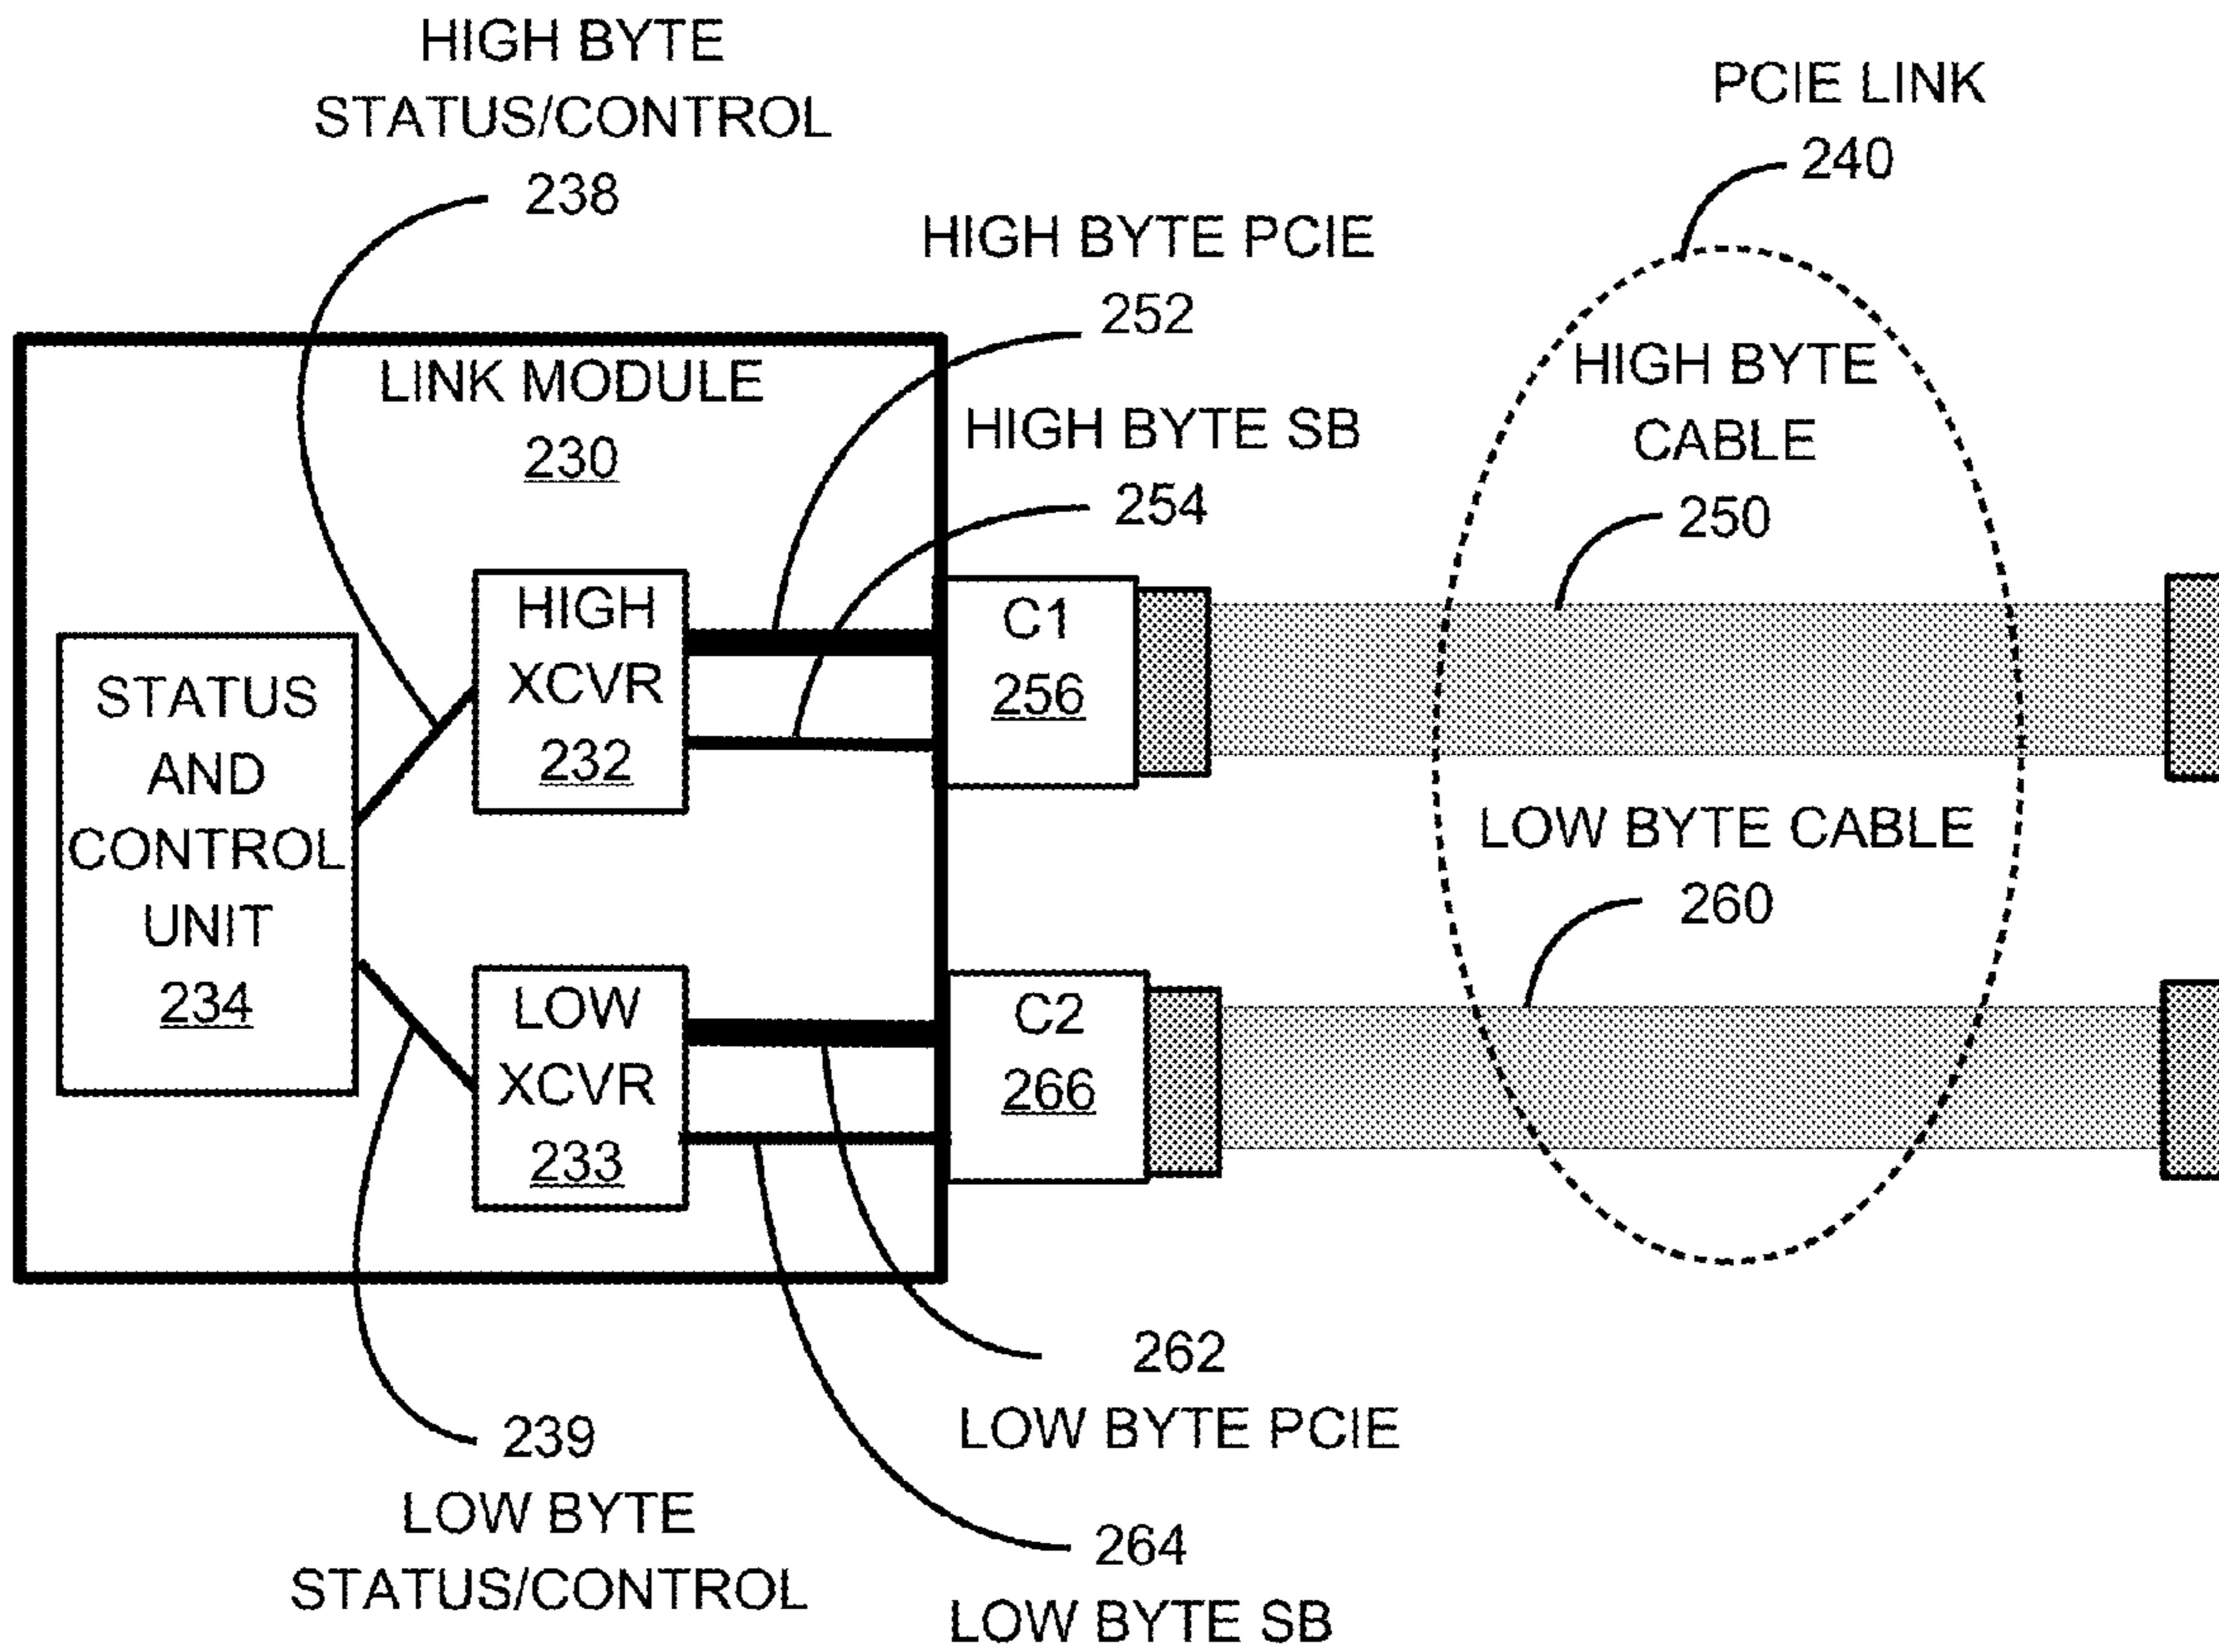 HIGH BYTE
STATUS/CONTROL
238
PCIE LINK
240
HIGH BYTE PCIE
252
LINK MODULE
230
HIGH BYTE SB
254
HIGH BYTE
CABLE
250
HIGH
XCVR
232
C1
256
STATUS
AND
CONTROL
UNIT
234
LOW BYTE CABLE
260
LOW
XCVR
233
C2
266
262
LOW BYTE PCIE
239
LOW BYTE
STATUS/CONTROL
264
LOW BYTE SB